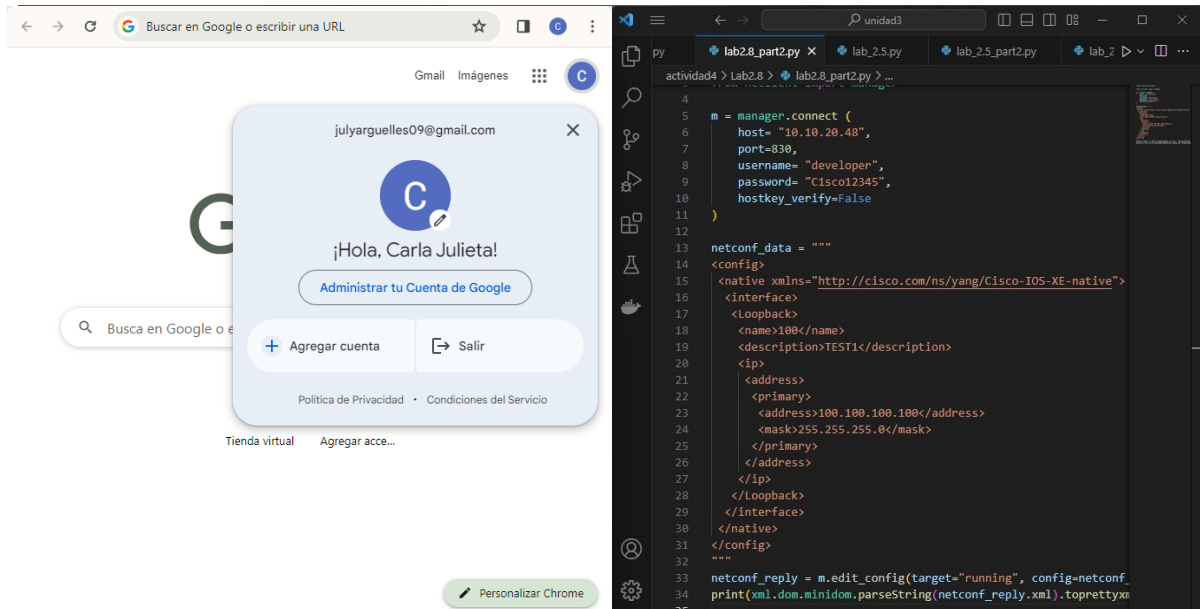 Buscar en Google o escribir una URL
C
Gmail Imágenes
C
julyarguelles09@gmail.com
C
¡Hola, Carla Julieta!
Administrar tu Cuenta de Google
Agregar cuenta
Salir
Política de Privacidad • Condiciones del Servicio
G
Busca en Google o e
Tienda virtual Agregar acce...
Personalizar Chrome
unidad3
py lab2.8_part2.py lab_2.5.py lab_2.5_part2.py lab_2
actividad4 > Lab2.8 > lab2.8_part2.py > ...
4
5 m = manager.connect (
6 host= "10.10.20.48",
7 port=830,
8 username= "developer",
9 password= "C1sco12345",
10 hostkey_verify=False
11 )
12
13 netconf_data = """
14 <config>
15 <native xmlns="http://cisco.com/ns/yang/Cisco-IOS-XE-native">
16 <interface>
17 <Loopback>
18 <name>100</name>
19 <description>TEST1</description>
20 <ip>
21 <address>
22 <primary>
23 <address>100.100.100.100</address>
24 <mask>255.255.255.0</mask>
25 </primary>
26 </address>
27 </ip>
28 </Loopback>
29 </interface>
30 </native>
31 </config>
32 """
33 netconf_reply = m.edit_config(target="running", config=netconf_
34 print(xml.dom.minidom.parseString(netconf_reply.xml).toprettyxm